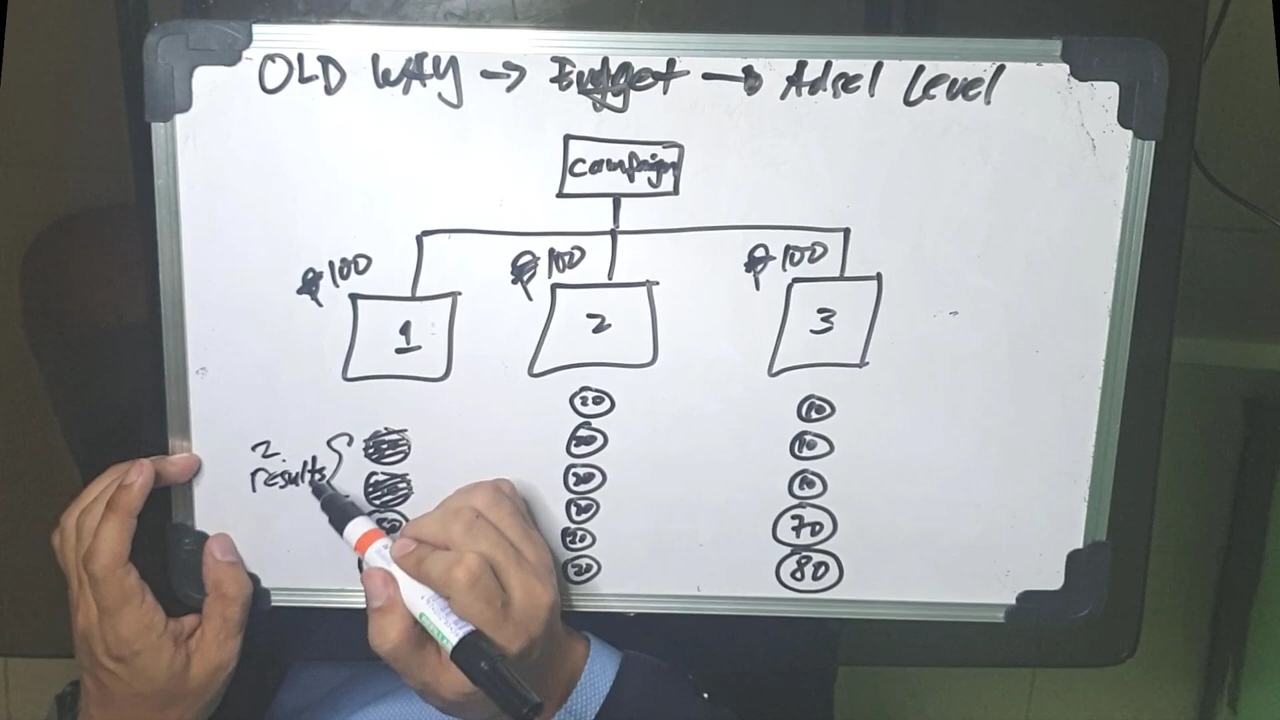 OLD WAY → Budget → Adset Level
campaign
₱100 ₱100 ₱100
1 2 3
20 10
20 10
2 results
20 10
20 70
20
20 80